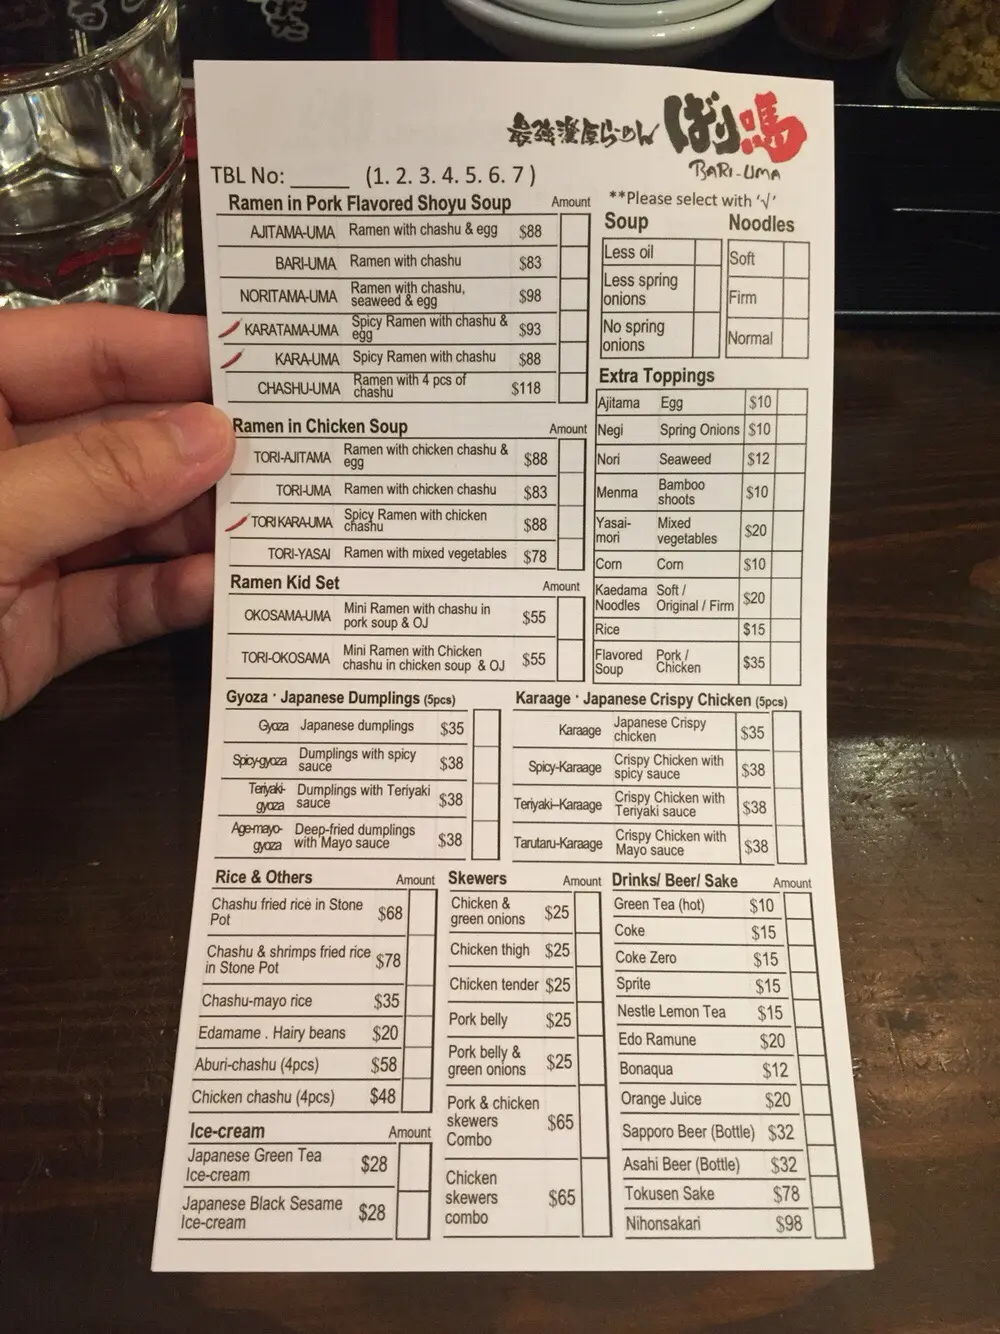 最強濃厚らーめん ばり馬
BARI-UMA
TBL No: _____ (1. 2. 3. 4. 5. 6. 7 )
**Please select with '√'
Ramen in Pork Flavored Shoyu Soup Amount
AJITAMA-UMA Ramen with chashu & egg $88
BARI-UMA Ramen with chashu $83
NORITAMA-UMA Ramen with chashu, seaweed & egg $98
KARATAMA-UMA Spicy Ramen with chashu & egg $93
KARA-UMA Spicy Ramen with chashu $88
CHASHU-UMA Ramen with 4 pcs of chashu $118
Ramen in Chicken Soup Amount
TORI-AJITAMA Ramen with chicken chashu & egg $88
TORI-UMA Ramen with chicken chashu $83
TORI KARA-UMA Spicy Ramen with chicken chashu $88
TORI-YASAI Ramen with mixed vegetables $78
Ramen Kid Set Amount
OKOSAMA-UMA Mini Ramen with chashu in pork soup & OJ $55
TORI-OKOSAMA Mini Ramen with Chicken chashu in chicken soup & OJ $55
Soup
Less oil
Less spring onions
No spring onions
Noodles
Soft
Firm
Normal
Extra Toppings
Ajitama Egg $10
Negi Spring Onions $10
Nori Seaweed $12
Menma Bamboo shoots $10
Yasai-mori Mixed vegetables $20
Corn Corn $10
Kaedama Noodles Soft / Original / Firm $20
Rice $15
Flavored Soup Pork / Chicken $35
Gyoza · Japanese Dumplings (5pcs)
Gyoza Japanese dumplings $35
Spicy-gyoza Dumplings with spicy sauce $38
Teriyaki-gyoza Dumplings with Teriyaki sauce $38
Age-mayo-gyoza Deep-fried dumplings with Mayo sauce $38
Karaage · Japanese Crispy Chicken (5pcs)
Karaage Japanese Crispy chicken $35
Spicy-Karaage Crispy Chicken with spicy sauce $38
Teriyaki–Karaage Crispy Chicken with Teriyaki sauce $38
Tarutaru-Karaage Crispy Chicken with Mayo sauce $38
Rice & Others Amount
Chashu fried rice in Stone Pot $68
Chashu & shrimps fried rice in Stone Pot $78
Chashu-mayo rice $35
Edamame . Hairy beans $20
Aburi-chashu (4pcs) $58
Chicken chashu (4pcs) $48
Ice-cream Amount
Japanese Green Tea Ice-cream $28
Japanese Black Sesame Ice-cream $28
Skewers Amount
Chicken & green onions $25
Chicken thigh $25
Chicken tender $25
Pork belly $25
Pork belly & green onions $25
Pork & chicken skewers Combo $65
Chicken skewers combo $65
Drinks/ Beer/ Sake Amount
Green Tea (hot) $10
Coke $15
Coke Zero $15
Sprite $15
Nestle Lemon Tea $15
Edo Ramune $20
Bonaqua $12
Orange Juice $20
Sapporo Beer (Bottle) $32
Asahi Beer (Bottle) $32
Tokusen Sake $78
Nihonsakari $98